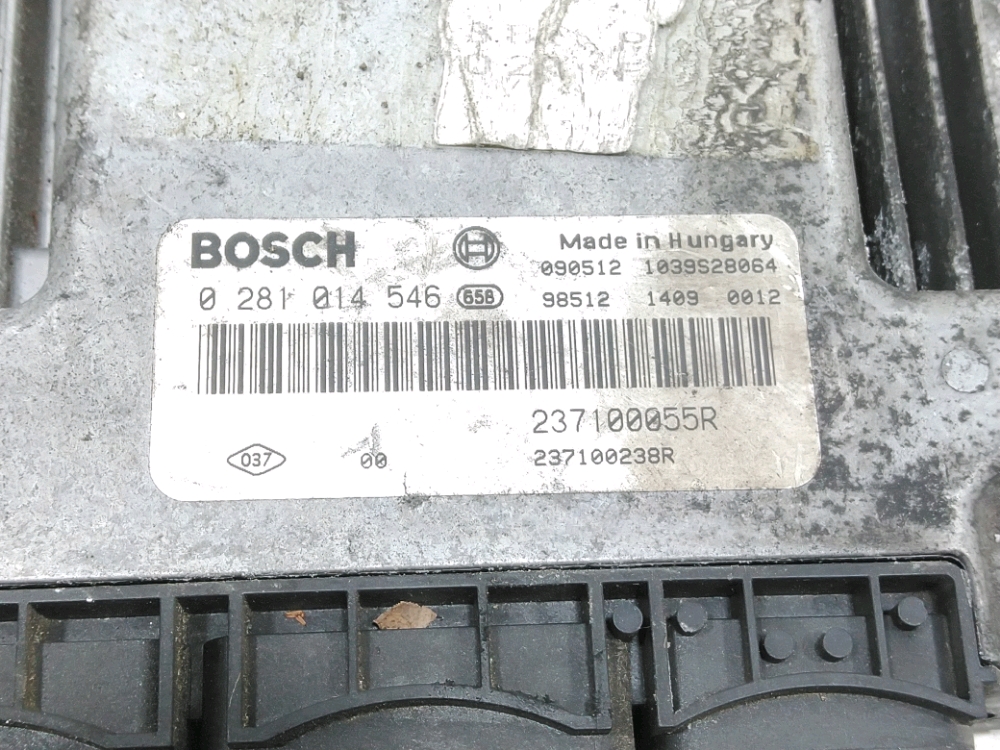 BOSCH
Made in Hungary
090512 1039S28064
0 281 014 546 658
98512 1409 0012
237100055R
037 00 237100238R